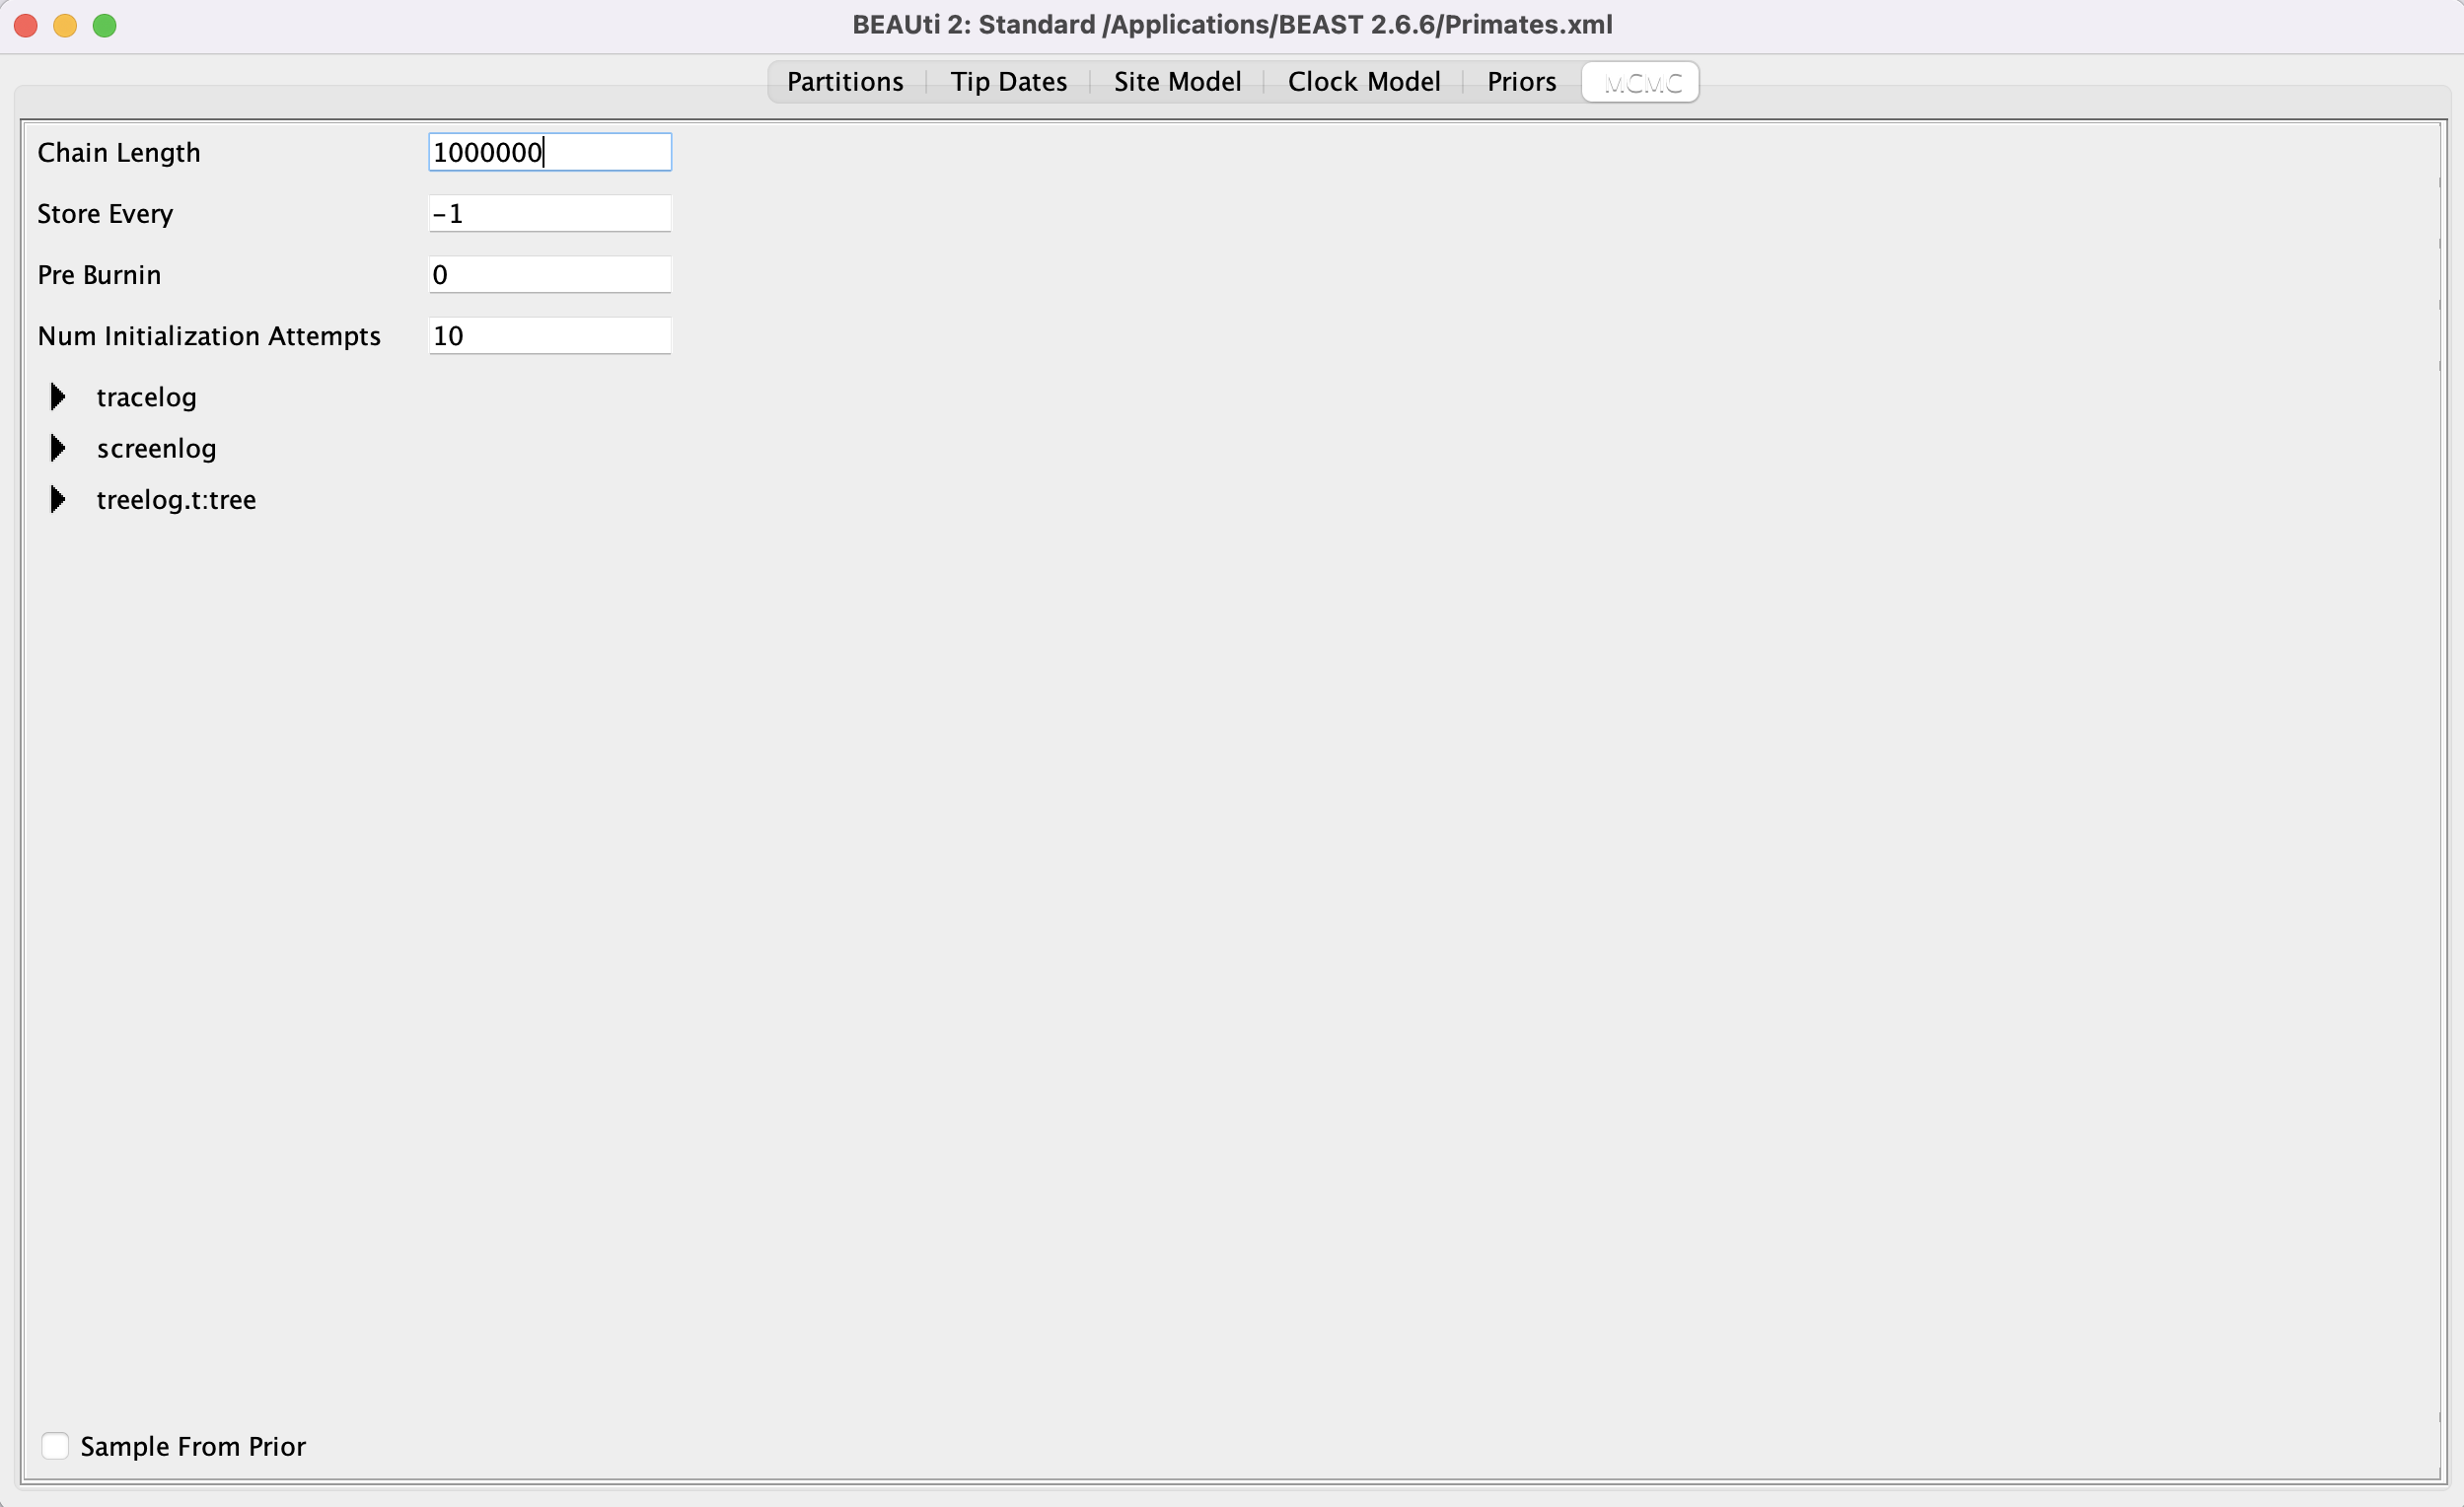 BEAUti 2: Standard /Applications/BEAST 2.6.6/Primates.xml
Partitions Tip Dates Site Model Clock Model Priors MCMC
Chain Length 1000000
Store Every -1
Pre Burnin 0
Num Initialization Attempts 10
tracelog
screenlog
treelog.t:tree
Sample From Prior